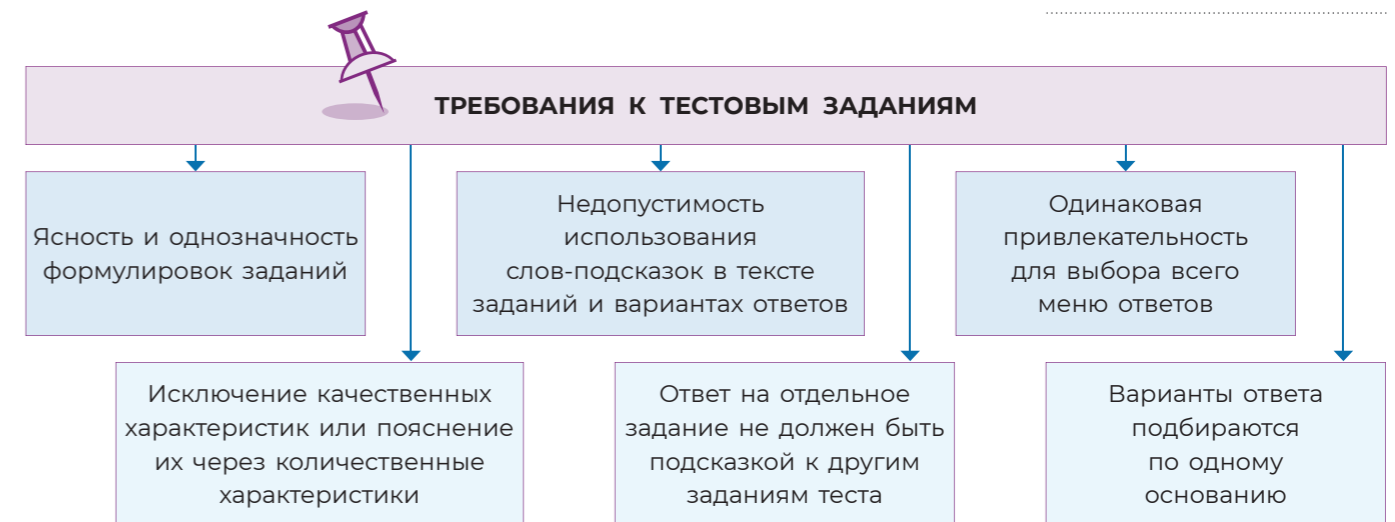 ТРЕБОВАНИЯ К ТЕСТОВЫМ ЗАДАНИЯМ
Ясность и однозначность
формулировок заданий
Недопустимость
использования
слов-подсказок в тексте
заданий и вариантах ответов
Одинаковая
привлекательность
для выбора всего
меню ответов
Исключение качественных
характеристик или пояснение
их через количественные
характеристики
Ответ на отдельное
задание не должен быть
подсказкой к другим
заданиям теста
Варианты ответа
подбираются
по одному
основанию